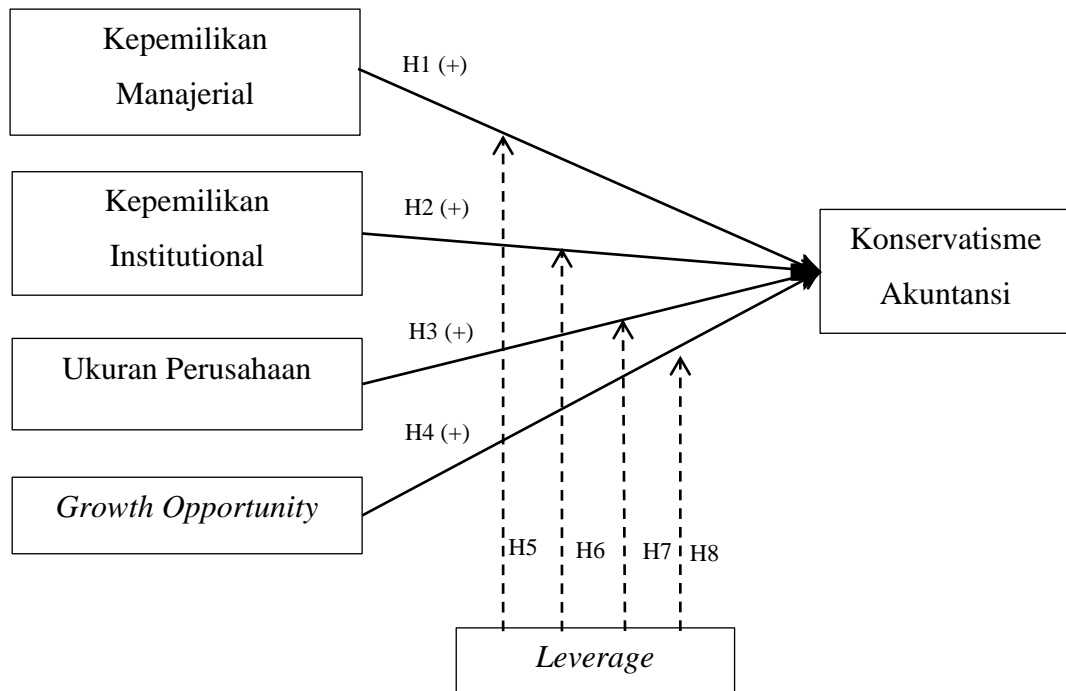 Kepemilikan
Manajerial
H1 (+)
Kepemilikan
Institutional
H2 (+)
Konservatisme
Akuntansi
Ukuran Perusahaan
H3 (+)
H4 (+)
Growth Opportunity
H5
H6
H7
H8
Leverage